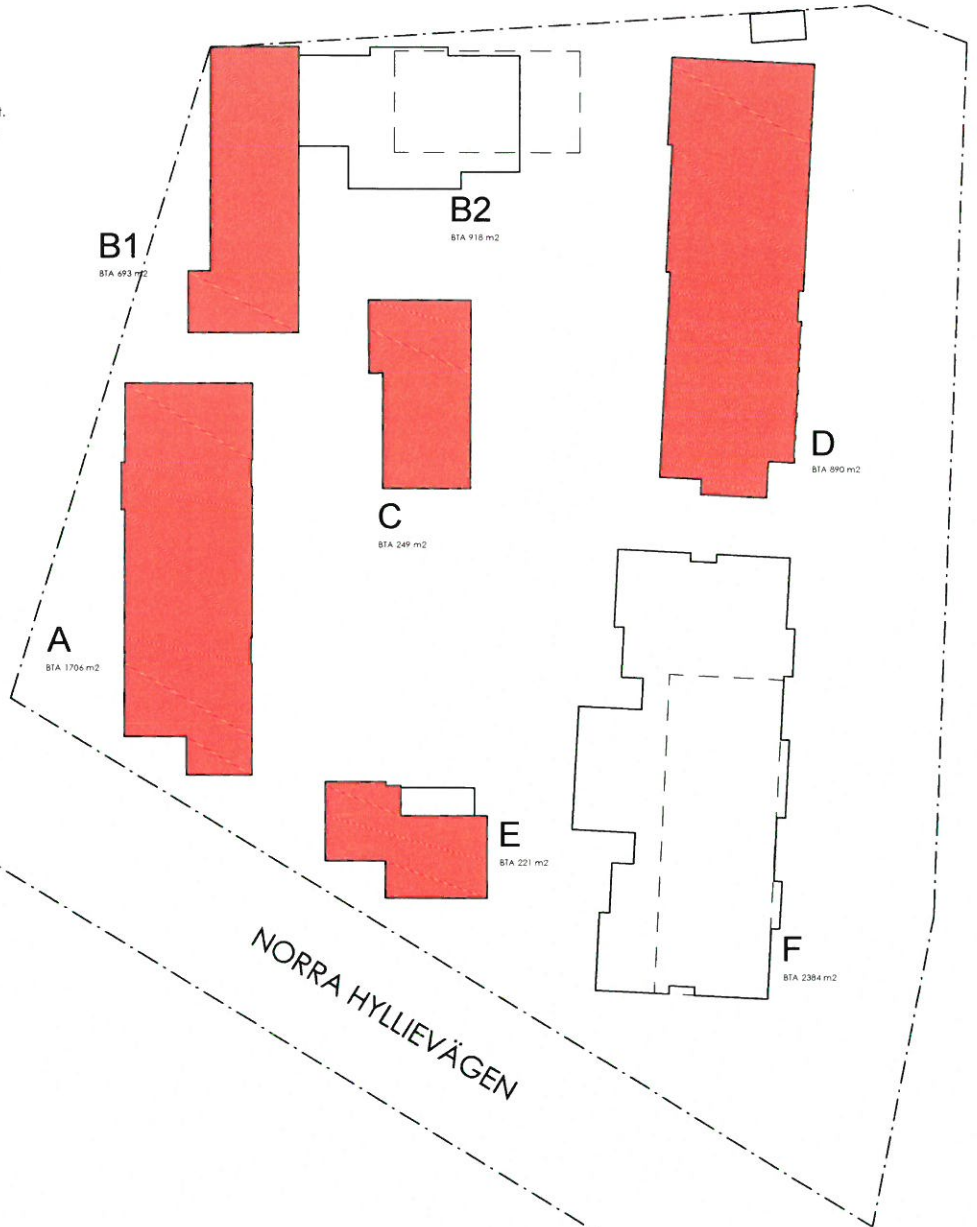 t.
B1
BTA 693 m2
B2
BTA 918 m2
C
BTA 249 m2
D
BTA 890 m2
A
BTA 1706 m2
E
BTA 221 m2
F
BTA 2384 m2
NORRA HYLLIEVÄGEN